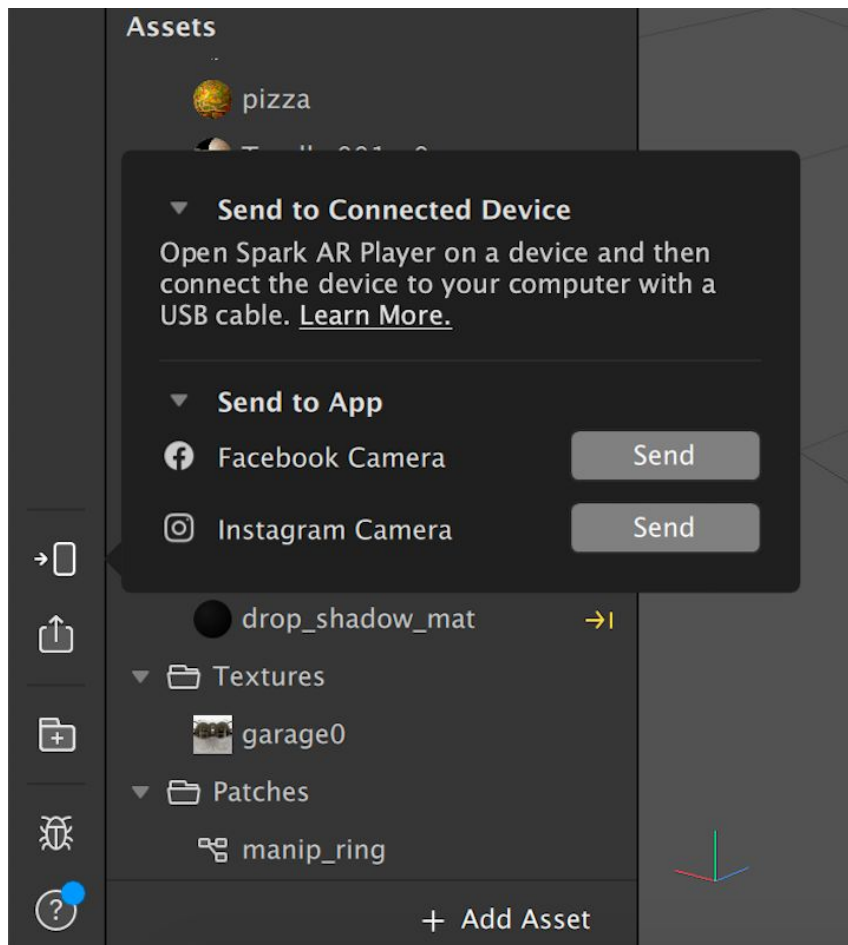 Assets
pizza
Send to Connected Device
Open Spark AR Player on a device and then
connect the device to your computer with a
USB cable. Learn More.
Send to App
Facebook Camera Send
Instagram Camera Send
drop_shadow_mat
Textures
garage0
Patches
manip_ring
+ Add Asset